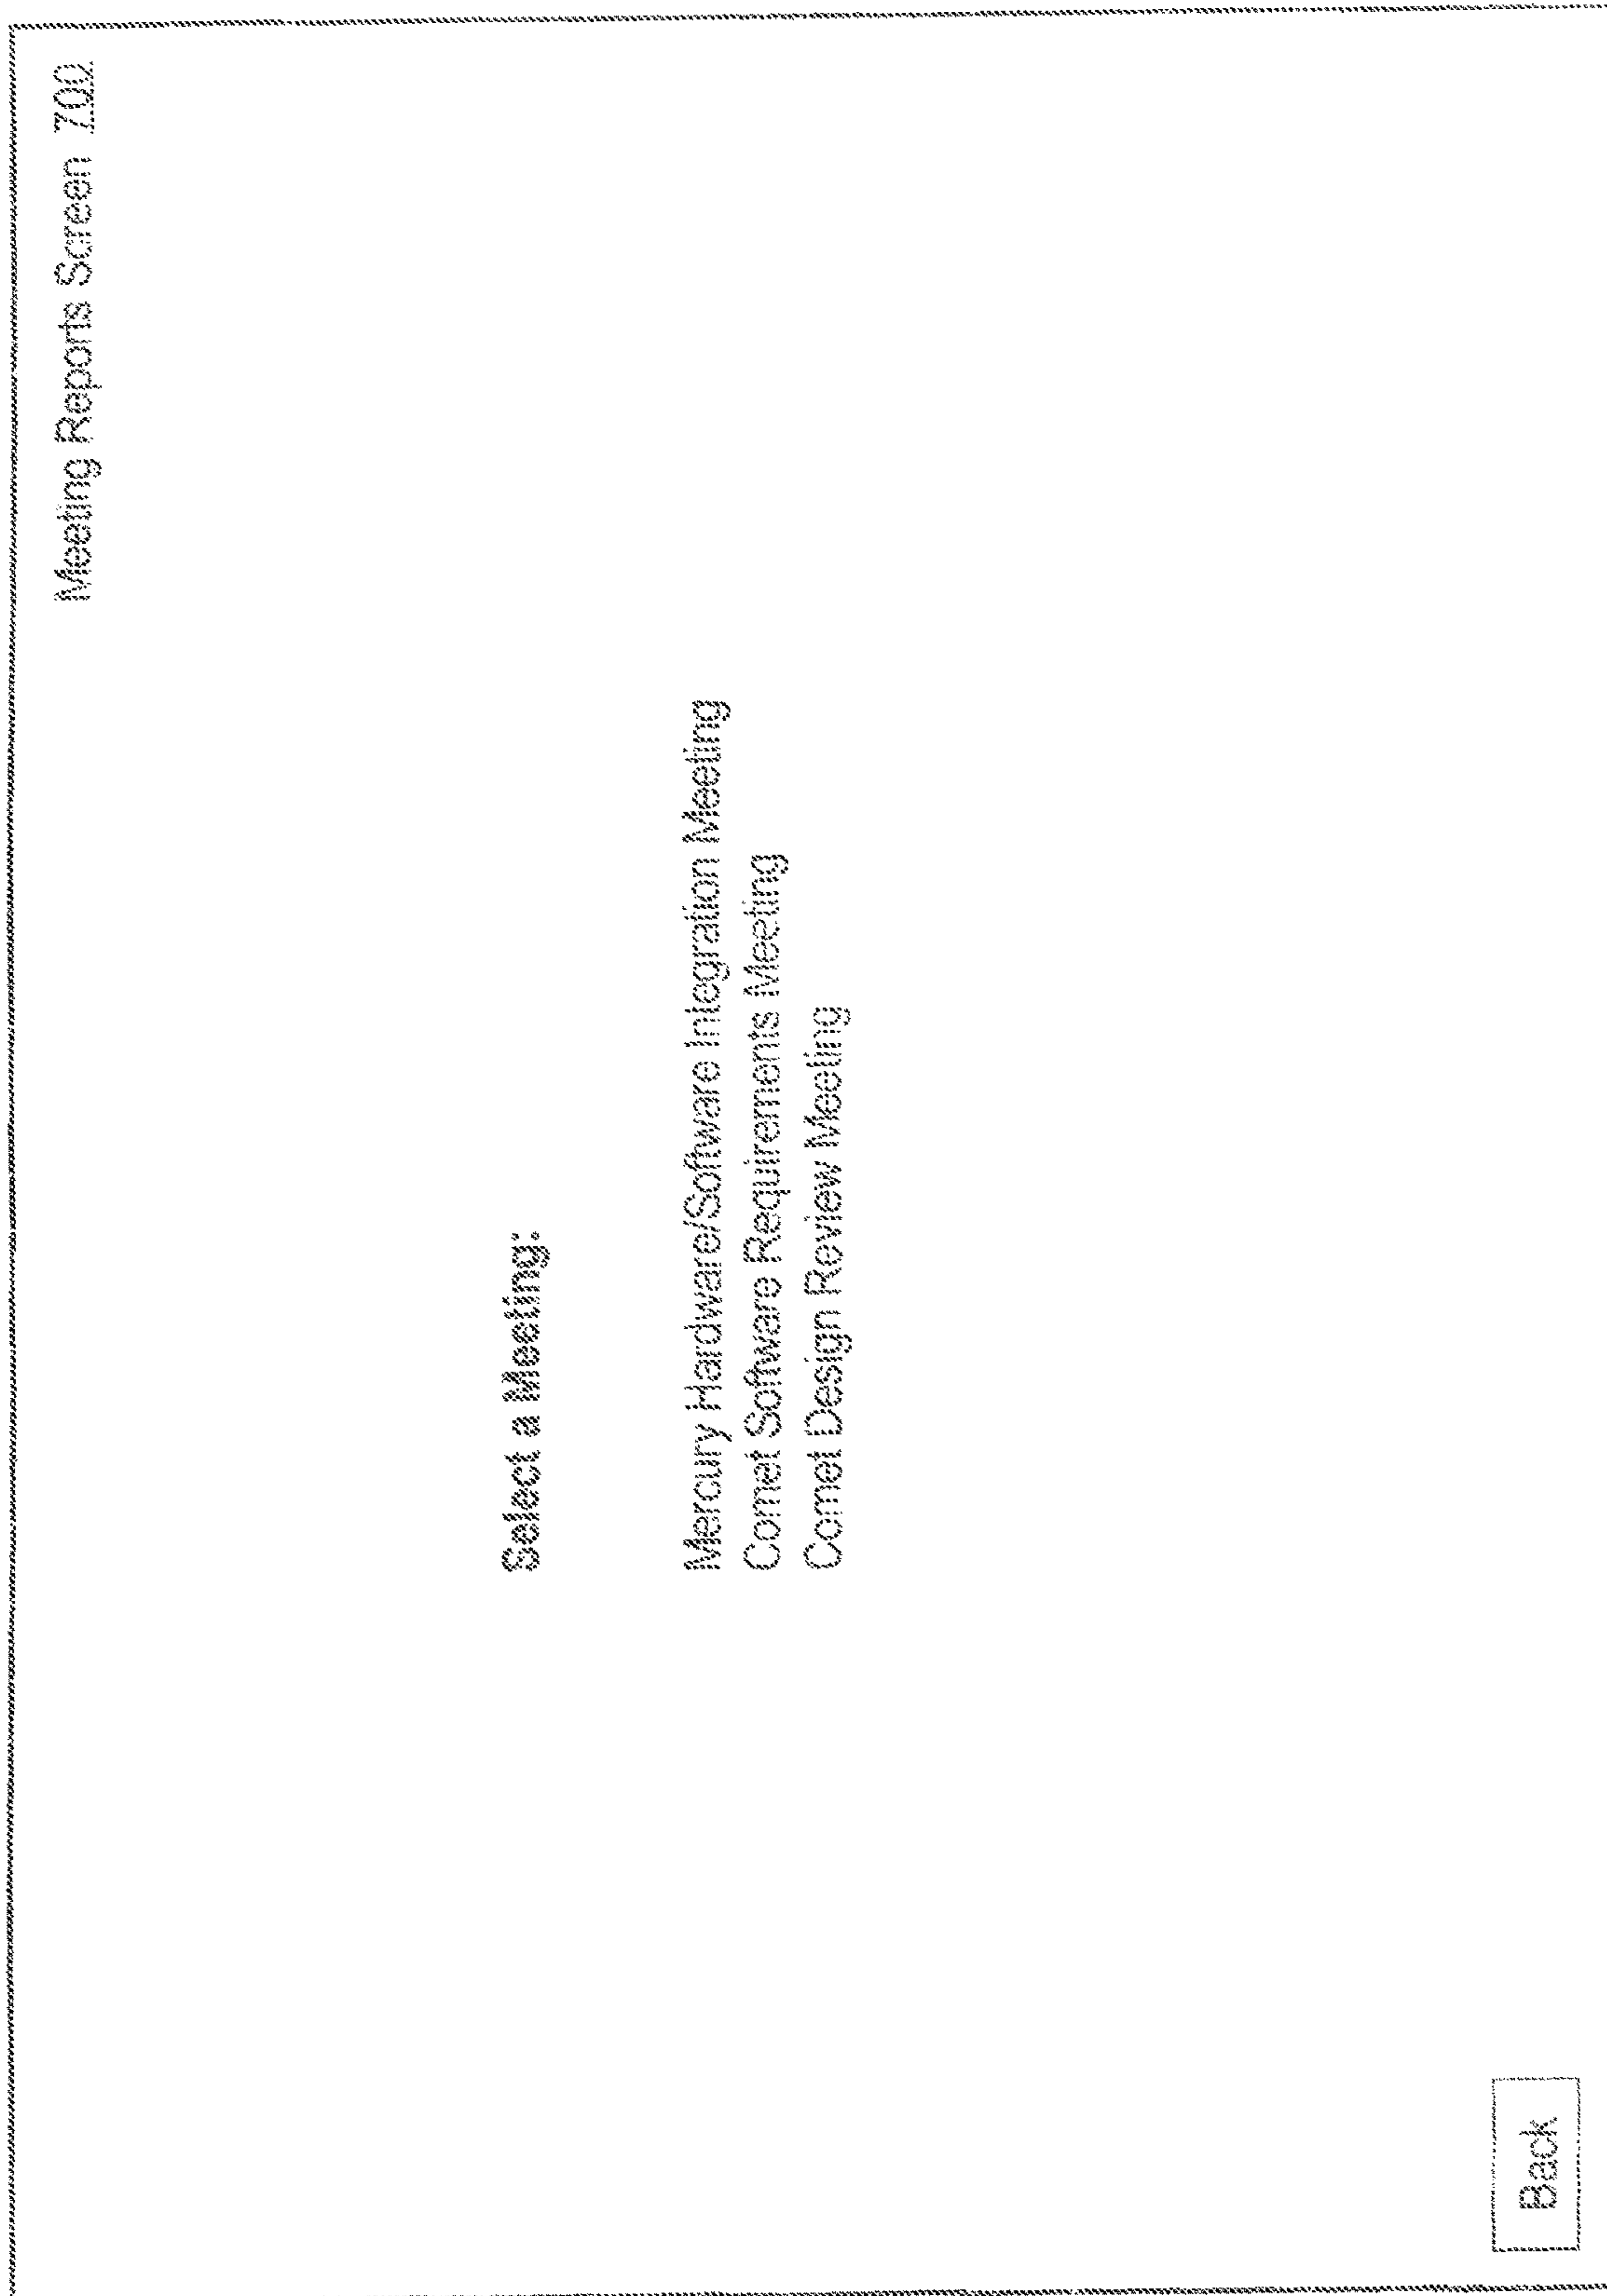 Meeting Reports Screen 700
Select a Meeting:
Mercury Hardware/Software Integration Meeting
Comet Software Requirements Meeting
Comet Design Review Meeting
Back